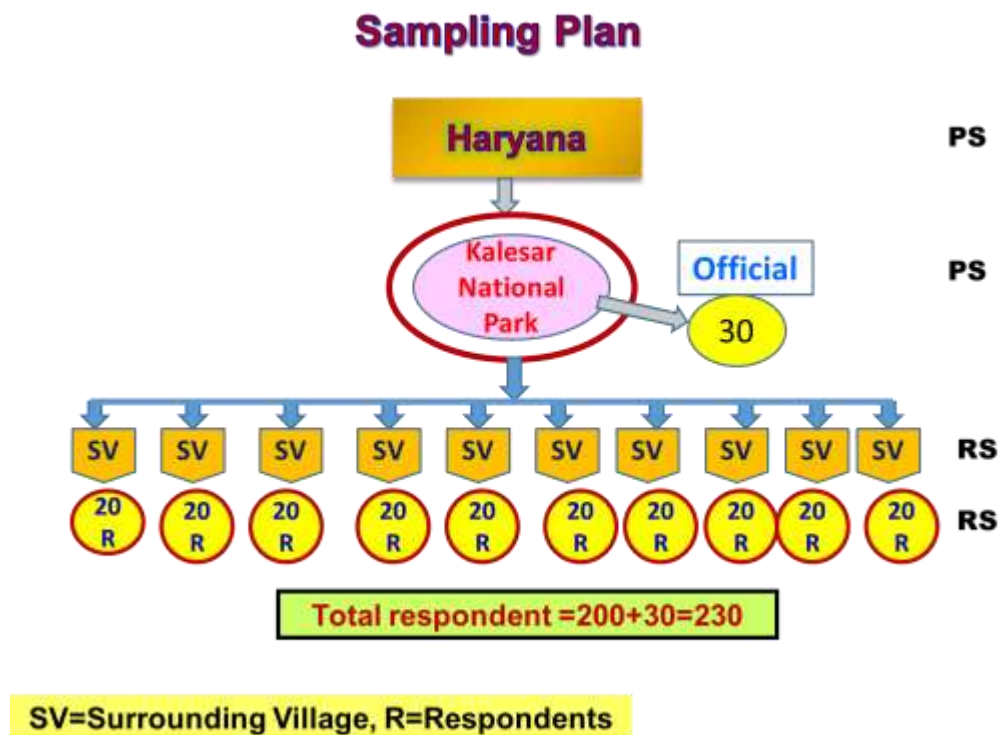 Sampling Plan
Haryana
PS
Kalesar
National
Park
Official
30
PS
SV SV SV SV SV SV SV SV SV SV
RS
20 20 20 20 20 20 20 20 20 20
R R R R R R R R R R
RS
Total respondent =200+30=230
SV=Surrounding Village, R=Respondents